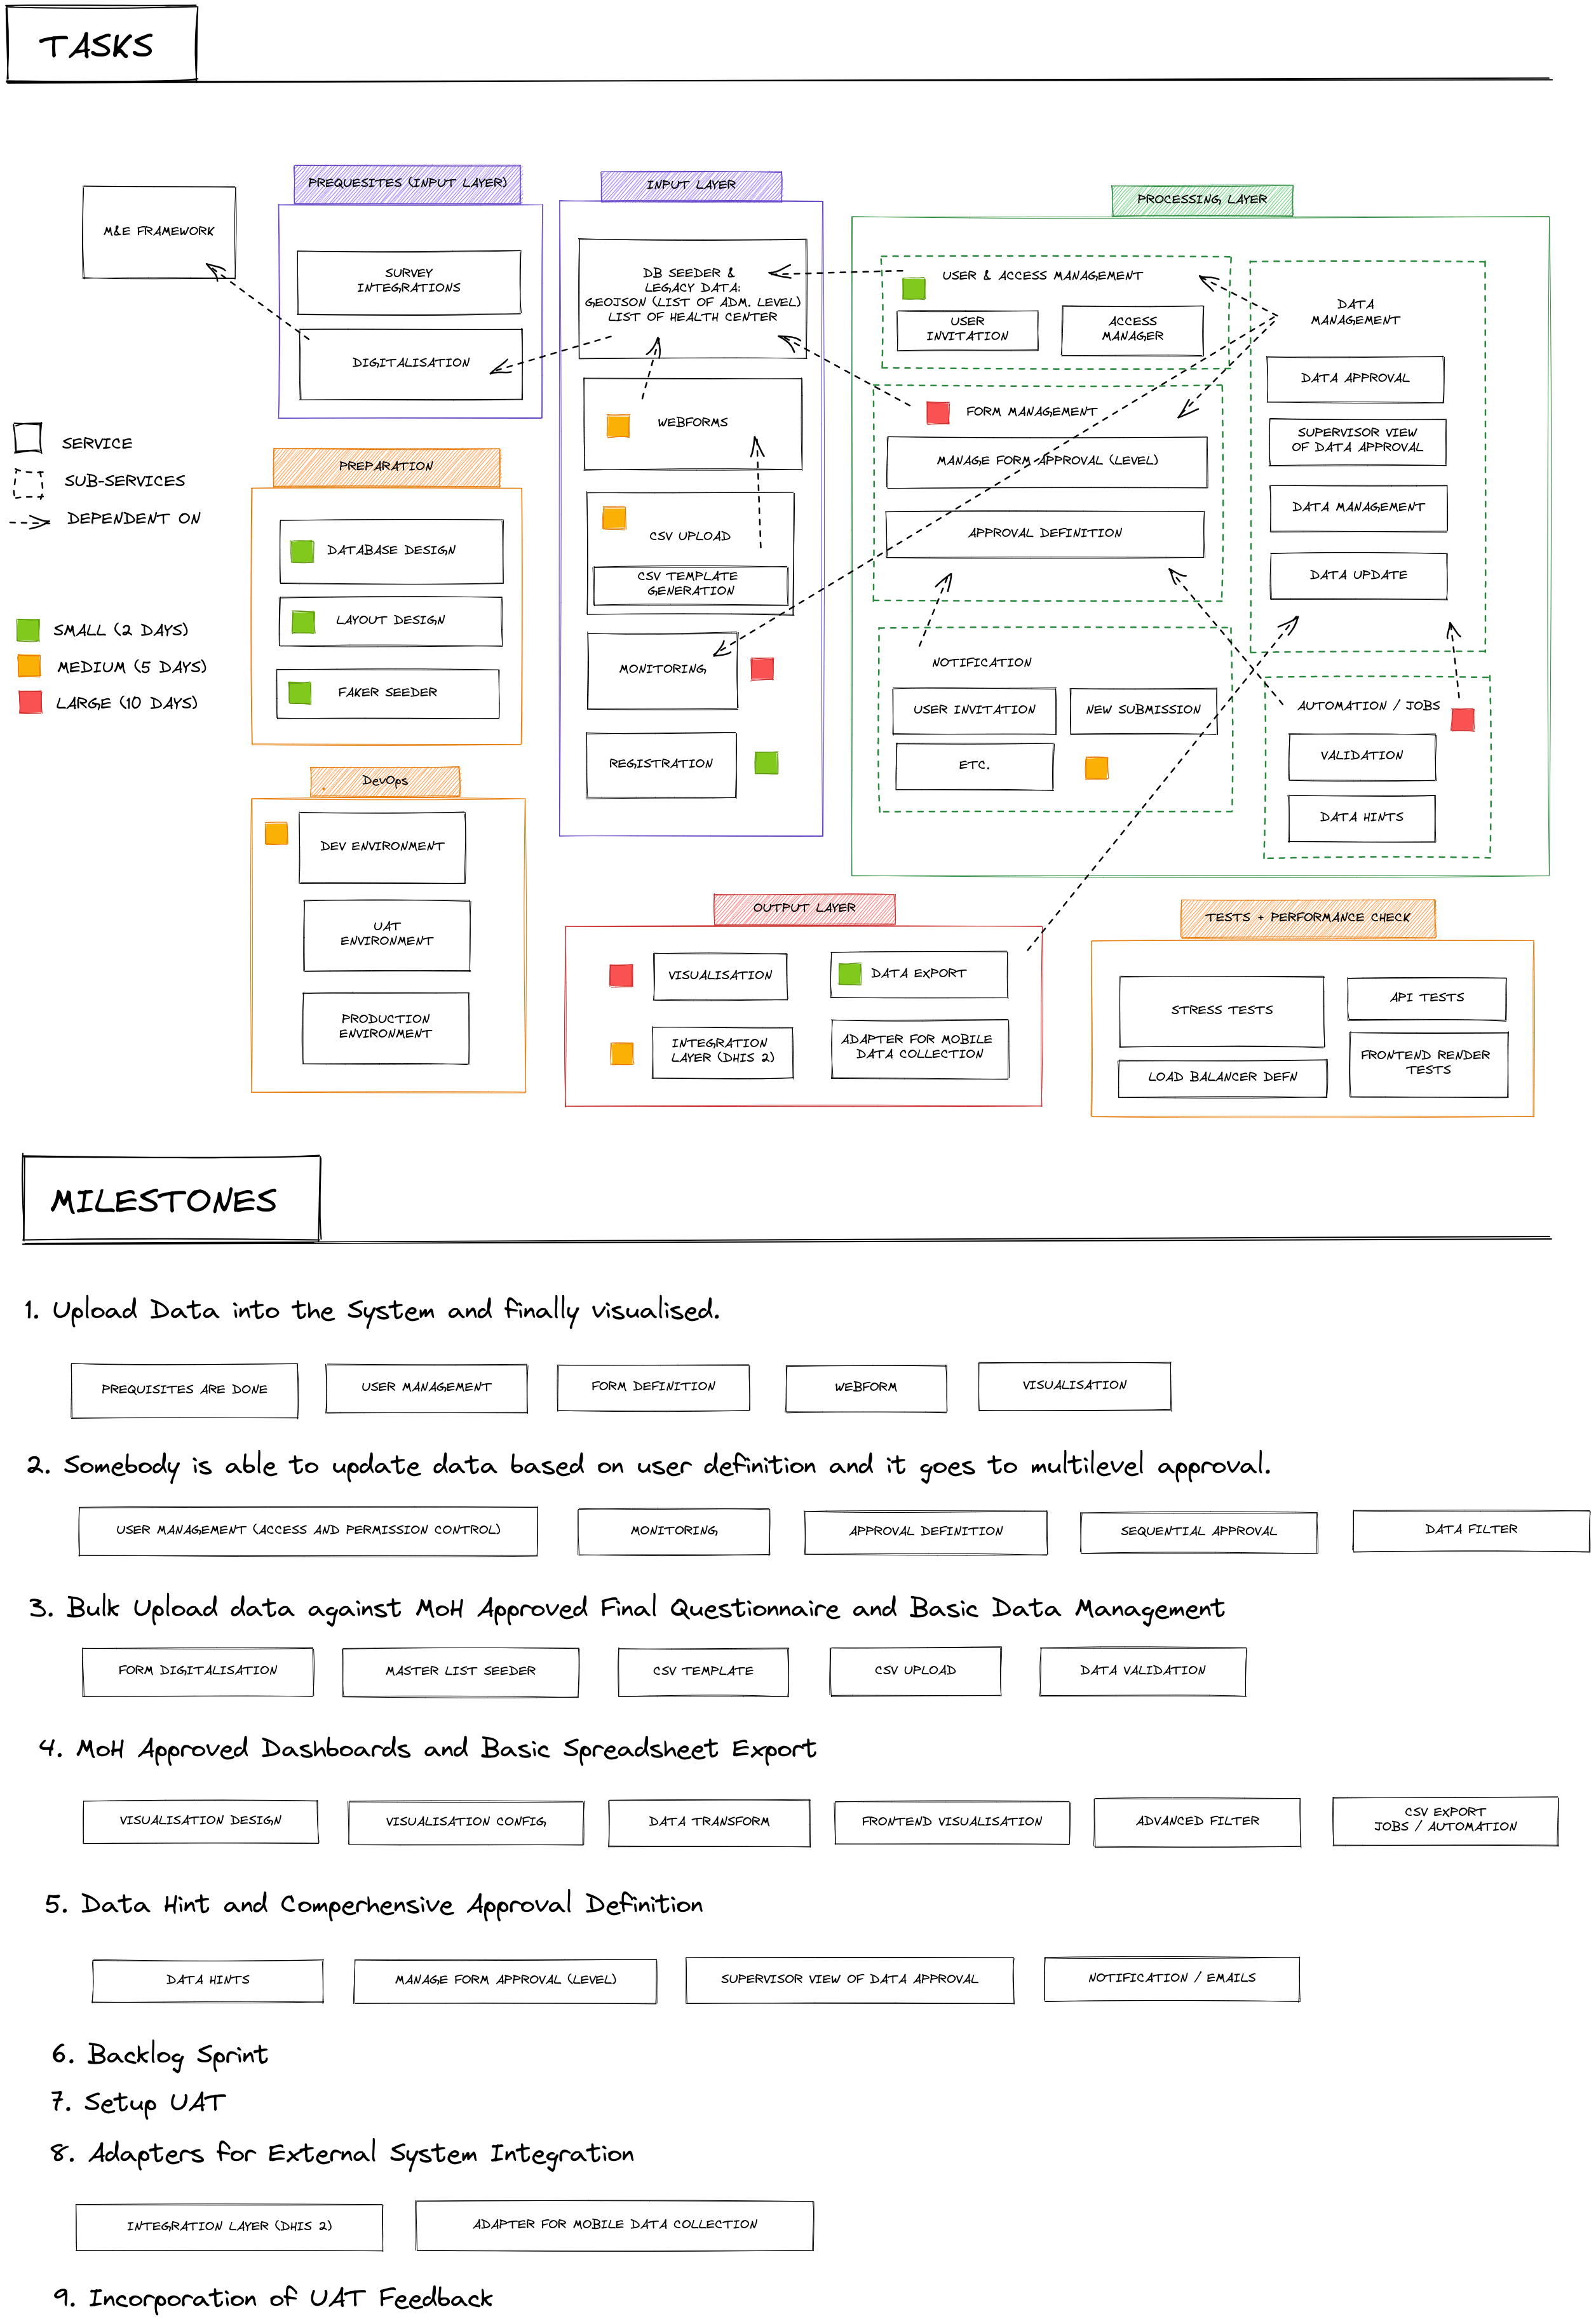 TASKS
M&E FRAMEWORK
PREQUESITES (INPUT LAYER)
SURVEY
INTEGRATIONS
DIGITALISATION
SERVICE
SUB-SERVICES
DEPENDENT ON
SMALL (2 DAYS)
MEDIUM (5 DAYS)
LARGE (10 DAYS)
PREPARATION
DATABASE DESIGN
LAYOUT DESIGN
FAKER SEEDER
DevOps
DEV ENVIRONMENT
UAT
ENVIRONMENT
PRODUCTION
ENVIRONMENT
INPUT LAYER
DB SEEDER &
LEGACY DATA:
GEOJSON (LIST OF ADM. LEVEL)
LIST OF HEALTH CENTER
WEBFORMS
CSV UPLOAD
CSV TEMPLATE
GENERATION
MONITORING
REGISTRATION
PROCESSING LAYER
USER & ACCESS MANAGEMENT
USER
INVITATION
ACCESS
MANAGER
FORM MANAGEMENT
MANAGE FORM APPROVAL (LEVEL)
APPROVAL DEFINITION
NOTIFICATION
USER INVITATION
NEW SUBMISSION
ETC.
DATA
MANAGEMENT
DATA APPROVAL
SUPERVISOR VIEW
OF DATA APPROVAL
DATA MANAGEMENT
DATA UPDATE
AUTOMATION / JOBS
VALIDATION
DATA HINTS
OUTPUT LAYER
VISUALISATION
DATA EXPORT
INTEGRATION
LAYER (DHIS 2)
ADAPTER FOR MOBILE
DATA COLLECTION
TESTS + PERFORMANCE CHECK
STRESS TESTS
API TESTS
LOAD BALANCER DEFN
FRONTEND RENDER
TESTS
MILESTONES
1. Upload Data into the System and finally visualised.
PREQUISITES ARE DONE
USER MANAGEMENT
FORM DEFINITION
WEBFORM
VISUALISATION
2. Somebody is able to update data based on user definition and it goes to multilevel approval.
USER MANAGEMENT (ACCESS AND PERMISSION CONTROL)
MONITORING
APPROVAL DEFINITION
SEQUENTIAL APPROVAL
DATA FILTER
3. Bulk Upload data against MoH Approved Final Questionnaire and Basic Data Management
FORM DIGITALISATION
MASTER LIST SEEDER
CSV TEMPLATE
CSV UPLOAD
DATA VALIDATION
4. MoH Approved Dashboards and Basic Spreadsheet Export
VISUALISATION DESIGN
VISUALISATION CONFIG
DATA TRANSFORM
FRONTEND VISUALISATION
ADVANCED FILTER
CSV EXPORT
JOBS / AUTOMATION
5. Data Hint and Comperhensive Approval Definition
DATA HINTS
MANAGE FORM APPROVAL (LEVEL)
SUPERVISOR VIEW OF DATA APPROVAL
NOTIFICATION / EMAILS
6. Backlog Sprint
7. Setup UAT
8. Adapters for External System Integration
INTEGRATION LAYER (DHIS 2)
ADAPTER FOR MOBILE DATA COLLECTION
9. Incorporation of UAT Feedback